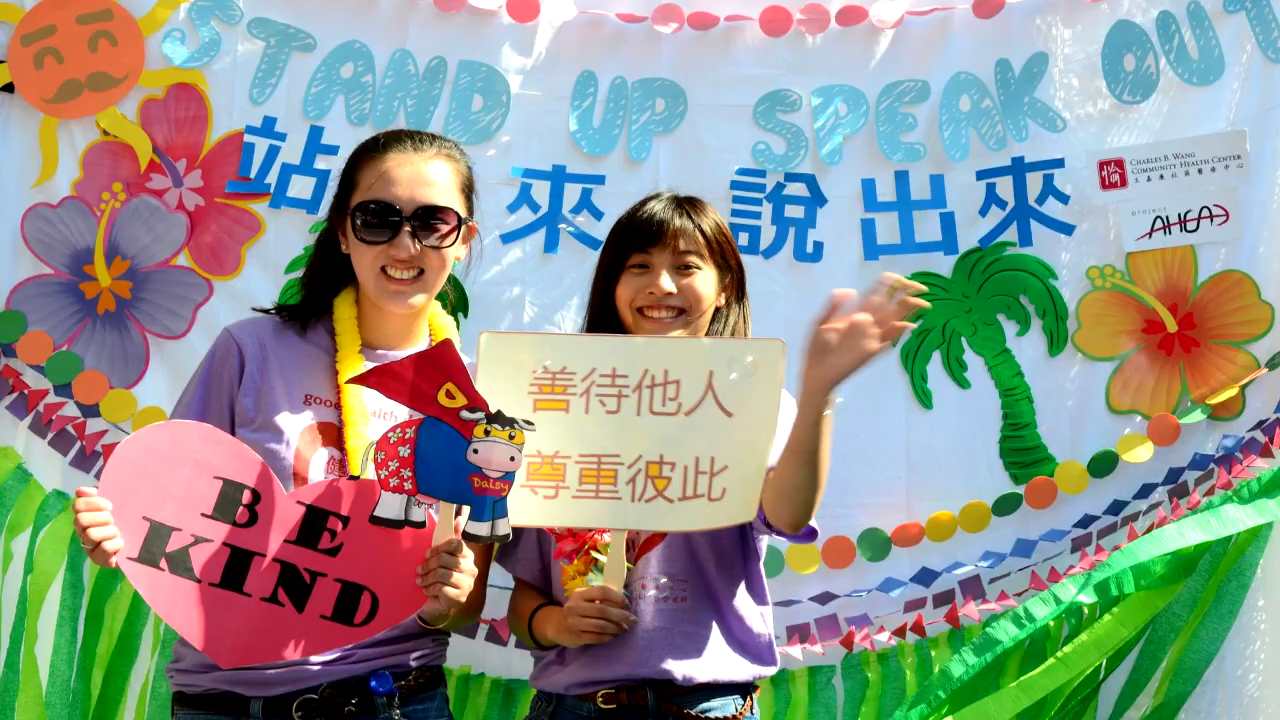 STAND UP SPEAK OUT
站 來 說出來
CHARLES B. WANG
COMMUNITY HEALTH CENTER
王嘉廉社區醫療中心
PROJECT
AHEAD
善待他人
尊重彼此
Daisy
BE
KIND